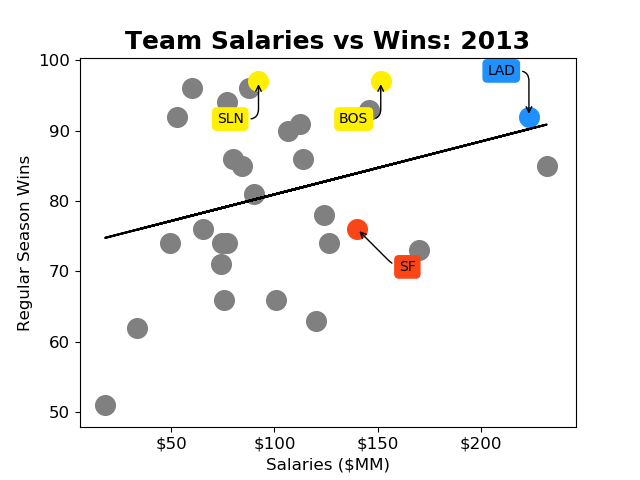 Team Salaries vs Wins: 2013
100
90
80
70
60
50
Regular Season Wins
LAD
SLN
BOS
SF
$50
$100
$150
$200
Salaries ($MM)